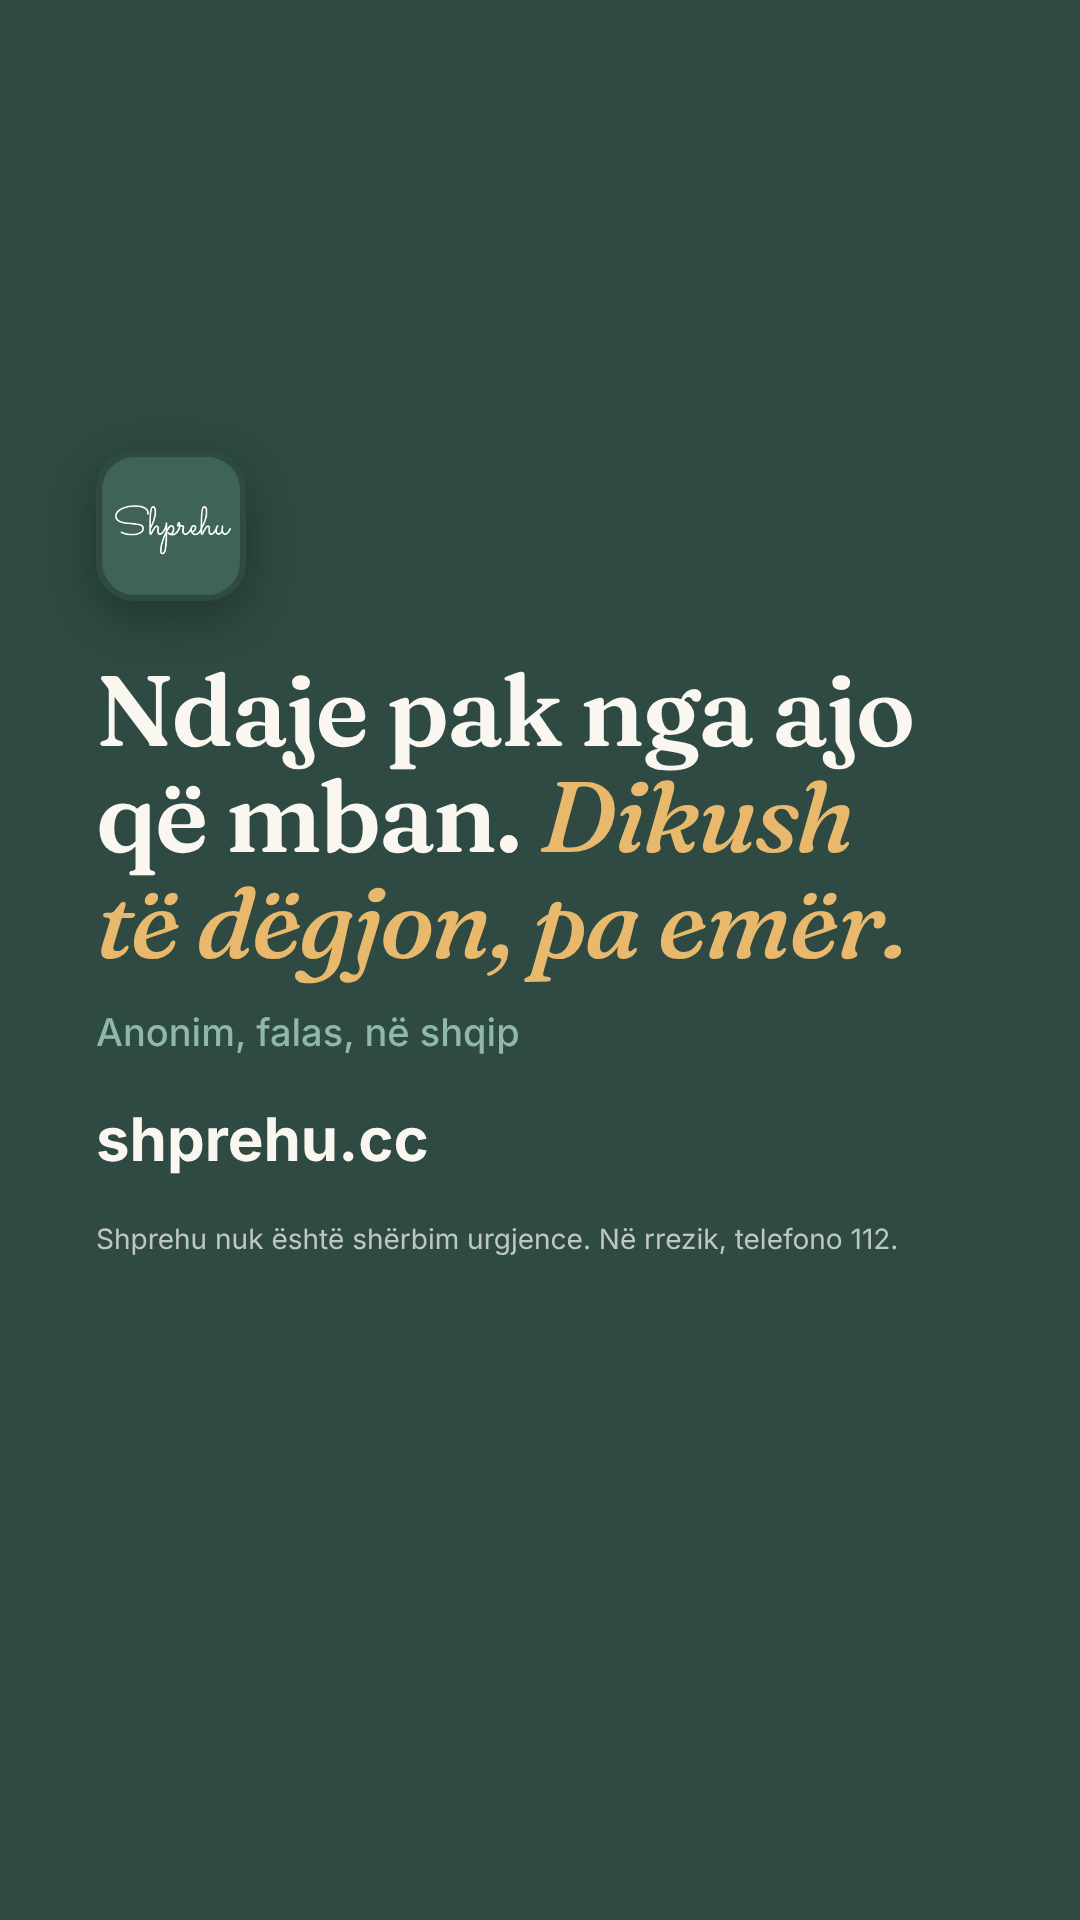 Shprehu
Ndaje pak nga ajo
që mban. Dikush
të dëgjon, pa emër.
Anonim, falas, në shqip
shprehu.cc
Shprehu nuk është shërbim urgjence. Në rrezik, telefono 112.